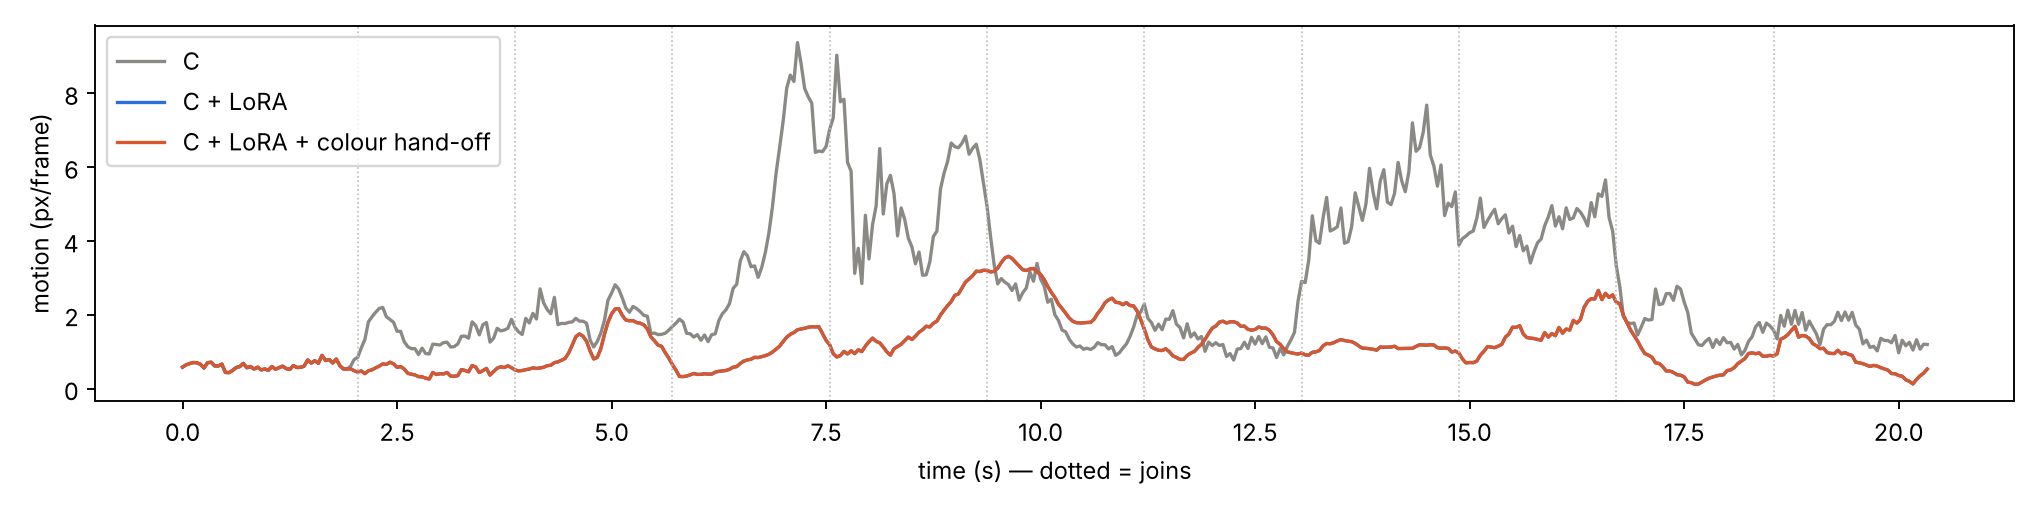 C
C + LoRA
C + LoRA + colour hand-off
motion (px/frame)
8
6
4
2
0
0.0 2.5 5.0 7.5 10.0 12.5 15.0 17.5 20.0
time (s) — dotted = joins